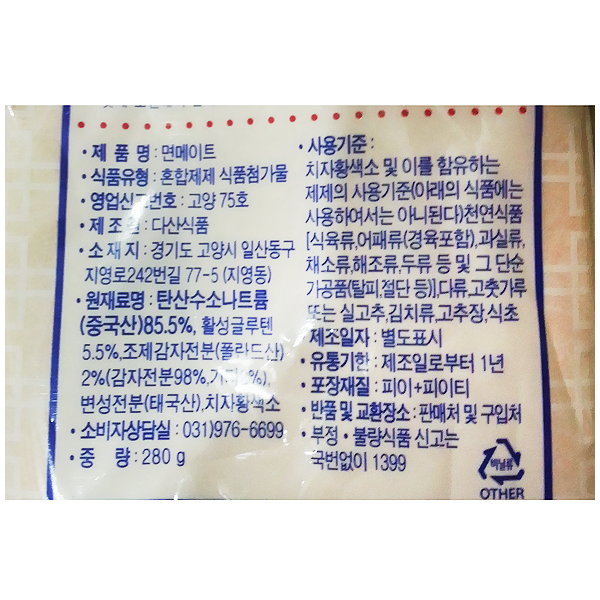 · 제 품 명 : 면메이트
· 식품유형 : 혼합제제 식품첨가물
· 영업신고번호 : 고양 75호
· 제 조 원 : 다산식품
· 소 재 지 : 경기도 고양시 일산동구
지영로242번길 77-5 (지영동)
· 원재료명 : 탄산수소나트륨
(중국산)85.5%, 활성글루텐
5.5%,조제감자전분(폴란드산)
2%(감자전분98%,
변성전분(태국산),치자황색소
· 소비자상담실 : 031)976-6699
· 중 량 : 280 g
· 사용기준 :
치자황색소 및 이를 함유하는
제제의 사용기준(아래의 식품에는
사용하여서는 아니된다)천연식품
[식육류,어패류(경육포함),과실류,
채소류,해조류,두류 등 및 그 단순
가공품(탈피,절단 등)],다류,고춧가루
또는 실고추,김치류,고추장,식초
· 제조일자 : 별도표시
· 유통기한 : 제조일로부터 1년
· 포장재질 : 피이+피이티
· 반품 및 교환장소 : 판매처 및 구입처
· 부정 · 불량식품 신고는
국번없이 1399
비닐류
OTHER